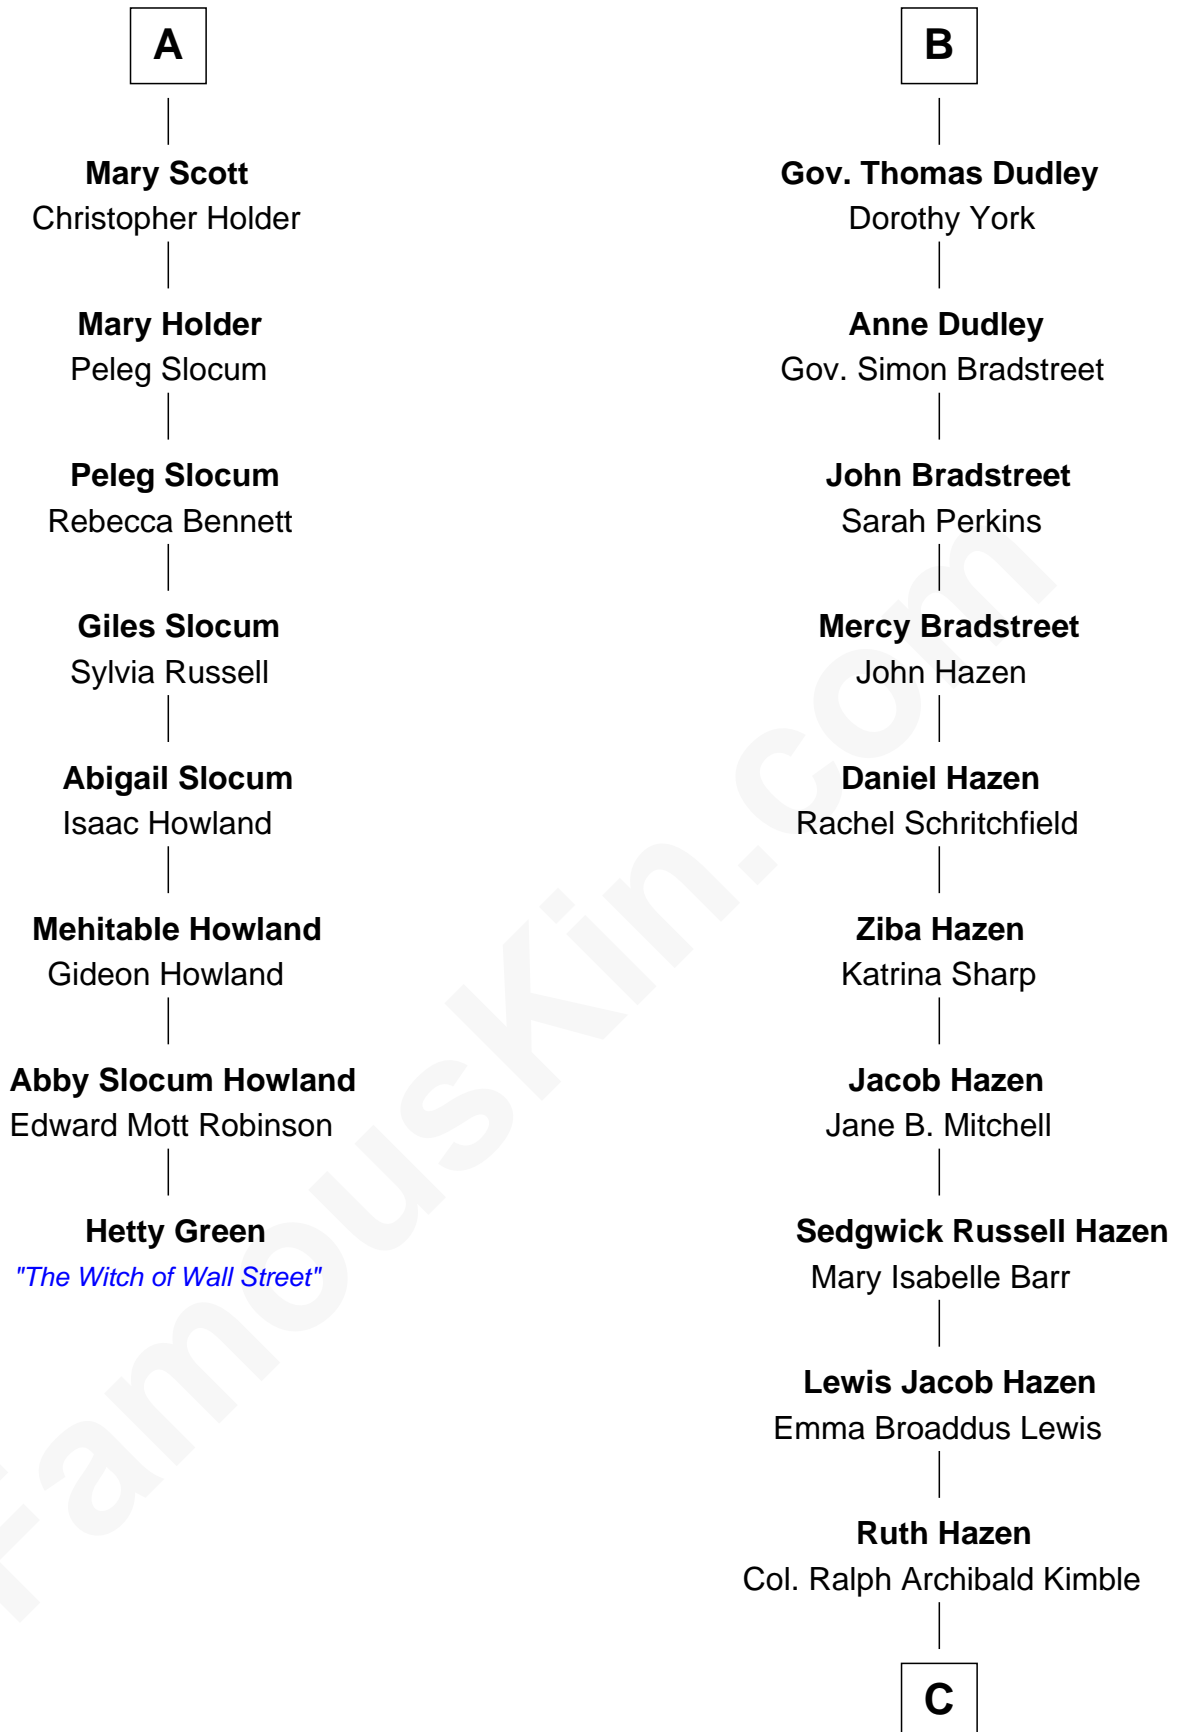 A
Mary Scott
Christopher Holder
Mary Holder
Peleg Slocum
Peleg Slocum
Rebecca Bennett
Giles Slocum
Sylvia Russell
Abigail Slocum
Isaac Howland
Mehitable Howland
Gideon Howland
Abby Slocum Howland
Edward Mott Robinson
Hetty Green
"The Witch of Wall Street"
B
Gov. Thomas Dudley
Dorothy York
Anne Dudley
Gov. Simon Bradstreet
John Bradstreet
Sarah Perkins
Mercy Bradstreet
John Hazen
Daniel Hazen
Rachel Schritchfield
Ziba Hazen
Katrina Sharp
Jacob Hazen
Jane B. Mitchell
Sedgwick Russell Hazen
Mary Isabelle Barr
Lewis Jacob Hazen
Emma Broaddus Lewis
Ruth Hazen
Col. Ralph Archibald Kimble
C
FamousKin.com